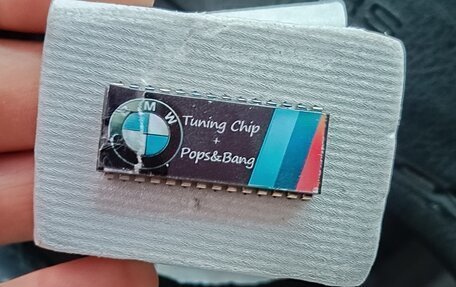 BMW
Tuning Chip
+
Pops&Bang